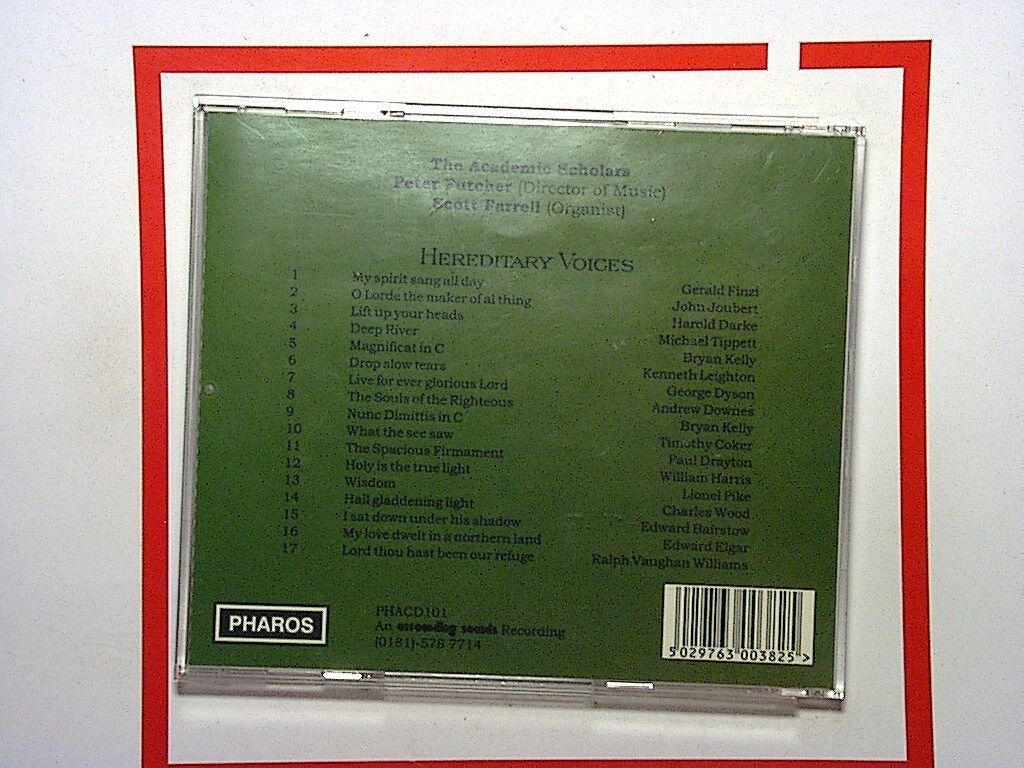 The Academic Scholars
Peter Futcher (Director of Music)
Scott Farrell (Organist)
HEREDITARY VOICES
1 My spirit sang all day Gerald Finzi
2 O Lorde the maker of al thing John Joubert
3 Lift up your heads Harold Darke
4 Deep River Michael Tippett
5 Magnificat in C Bryan Kelly
6 Drop slow tears Kenneth Leighton
7 Live for ever glorious Lord George Dyson
8 The Souls of the Righteous Andrew Downes
9 Nunc Dimittis in C Bryan Kelly
10 What the see saw Timothy Coker
11 The Spacious Firmament Paul Drayton
12 Holy is the true light William Harris
13 Wisdom Lionel Pike
14 Hail gladdening light Charles Wood
15 I sat down under his shadow Edward Bairstow
16 My love dwelt in a northern land Edward Elgar
17 Lord thou hast been our refuge Ralph Vaughan Williams
PHAROS
PHACD101
An ascending sounds Recording
(0181)-578 7714
5 029763 003825 >